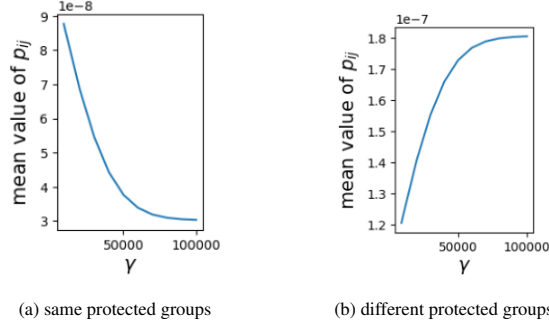 1e−8
mean value of p_ij
9
8
7
6
5
4
3
50000 100000
γ
(a) same protected groups
1e−7
mean value of p_ij
1.8
1.7
1.6
1.5
1.4
1.3
1.2
50000 100000
γ
(b) different protected groups